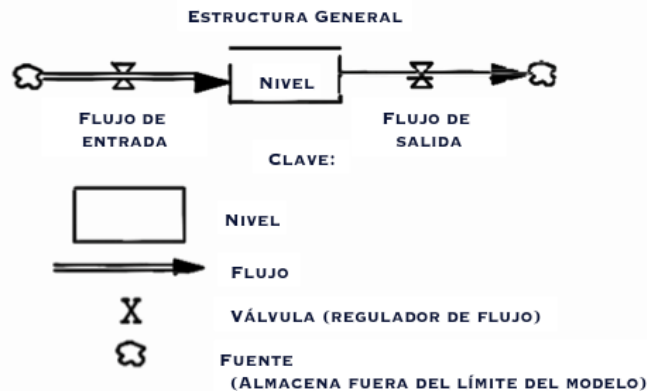 ESTRUCTURA GENERAL
NIVEL
FLUJO DE
ENTRADA
FLUJO DE
SALIDA
CLAVE:
NIVEL
FLUJO
X
VÁLVULA (REGULADOR DE FLUJO)
FUENTE
(ALMACENA FUERA DEL LÍMITE DEL MODELO)